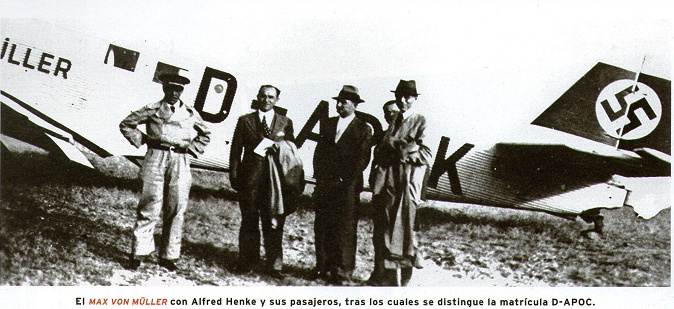 ÜLLER
D A K
El MAX VON MÜLLER con Alfred Henke y sus pasajeros, tras los cuales se distingue la matrícula D-APOC.